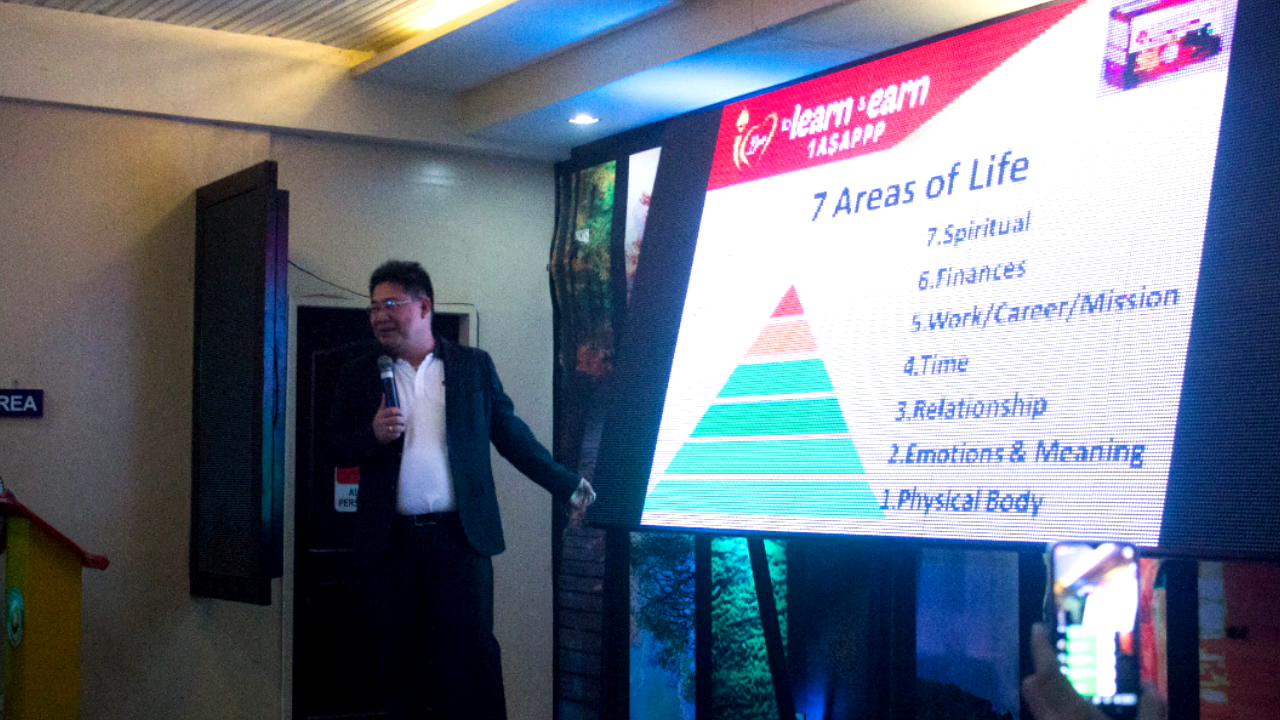 to learn & earn
1ASAPPP
7 Areas of Life
7.Spiritual
6.Finances
5.Work/Career/Mission
4.Time
3.Relationship
2.Emotions & Meaning
1.Physical Body
REA